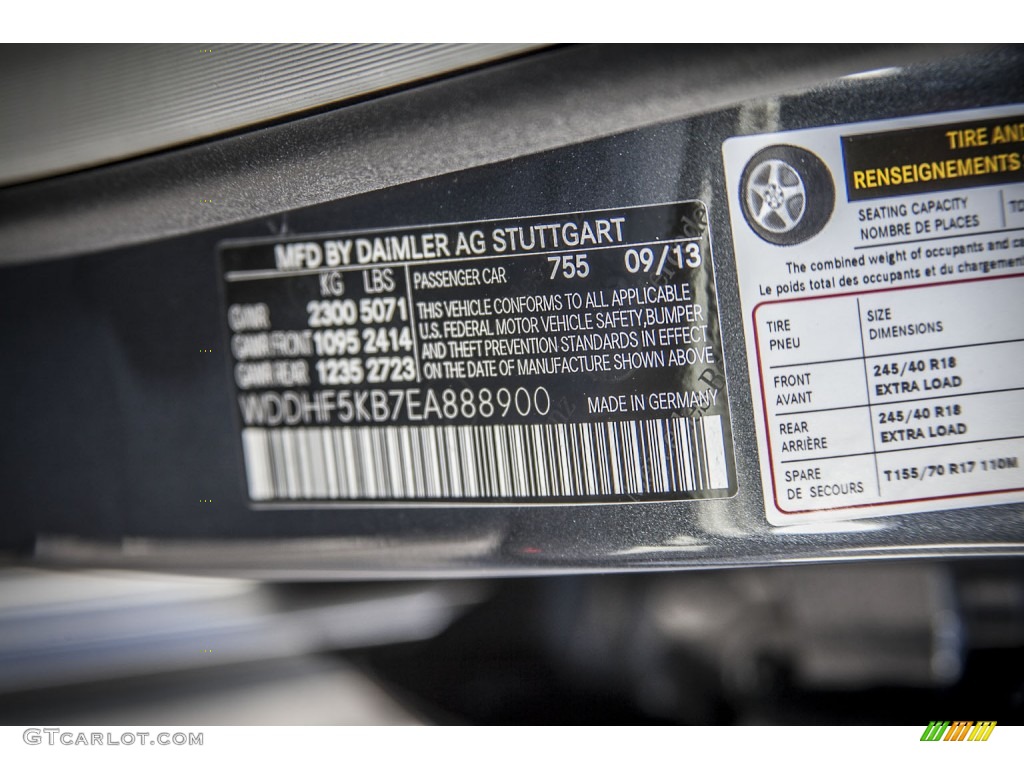 MFD BY DAIMLER AG STUTTGART
KG LBS PASSENGER CAR 755 09/13
GAWR 2300 5071
GAWR FRONT 1095 2414
GAWR REAR 1235 2723
THIS VEHICLE CONFORMS TO ALL APPLICABLE
U.S. FEDERAL MOTOR VEHICLE SAFETY, BUMPER
AND THEFT PREVENTION STANDARDS IN EFFECT
ON THE DATE OF MANUFACTURE SHOWN ABOVE
WDDHF5KB7EA888900 MADE IN GERMANY
TIRE AND
RENSEIGNEMENTS
SEATING CAPACITY
NOMBRE DE PLACES
The combined weight of occupants and
Le poids total des occupants et du chargement
TIRE
PNEU
SIZE
DIMENSIONS
FRONT
AVANT
245/40 R18
EXTRA LOAD
REAR
ARRIÈRE
245/40 R18
EXTRA LOAD
SPARE
DE SECOURS
T155/70 R17 110M
GTCARLOT.COM